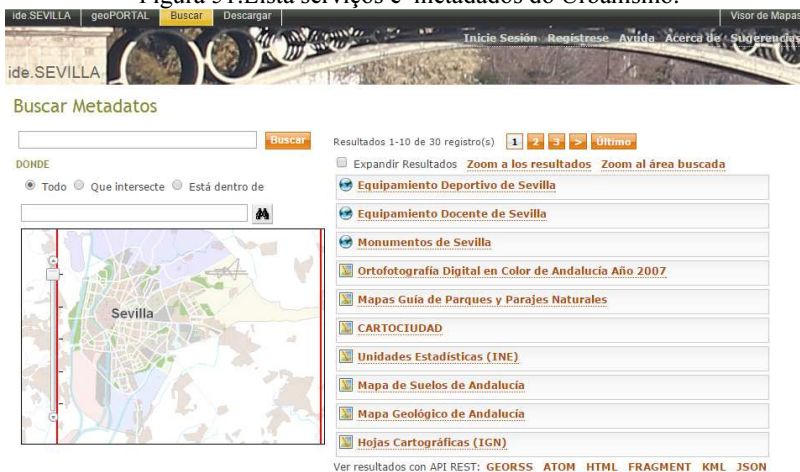 Figura 31.Lista serviços e metadados do Urbanismo.
ide.SEVILLA geoPORTAL Buscar Descargar Visor de Mapas
Inicie Sesión Regístrese Ayuda Acerca de Sugerencias
ide.SEVILLA
Buscar Metadatos
Buscar
DONDE
Todo Que intersecte Está dentro de
Sevilla
Resultados 1-10 de 30 registro(s) 1 2 3 > Último
Expandir Resultados Zoom a los resultados Zoom al área buscada
Equipamiento Deportivo de Sevilla
Equipamiento Docente de Sevilla
Monumentos de Sevilla
Ortofotografía Digital en Color de Andalucía Año 2007
Mapas Guía de Parques y Parajes Naturales
CARTOCIUDAD
Unidades Estadísticas (INE)
Mapa de Suelos de Andalucía
Mapa Geológico de Andalucía
Hojas Cartográficas (IGN)
Ver resultados con API REST: GEORSS ATOM HTML FRAGMENT KML JSON